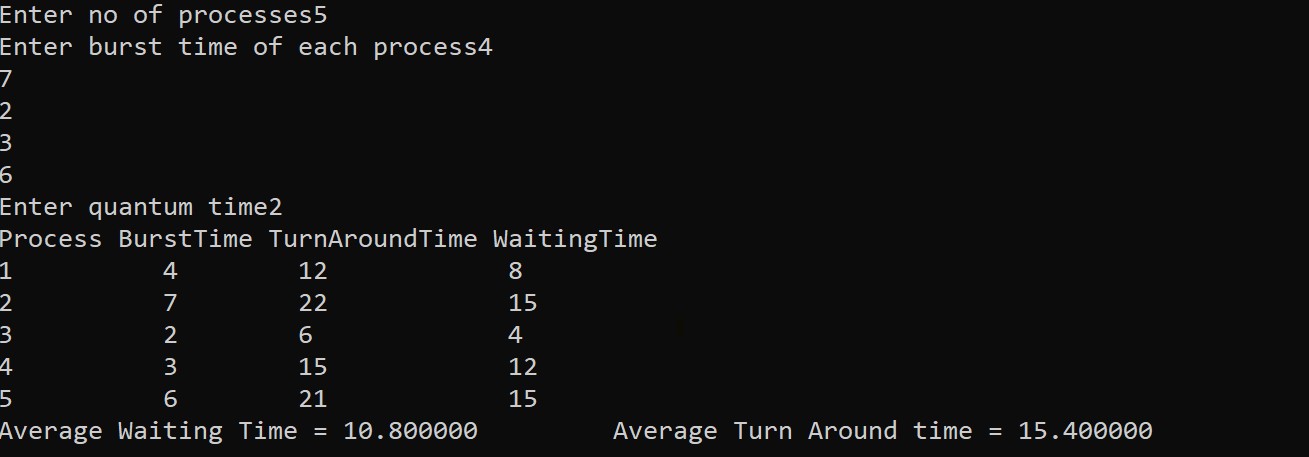 Enter no of processes5
Enter burst time of each process4
7
2
3
6
Enter quantum time2
Process BurstTime TurnAroundTime WaitingTime
1 4 12 8
2 7 22 15
3 2 6 4
4 3 15 12
5 6 21 15
Average Waiting Time = 10.800000 Average Turn Around time = 15.400000